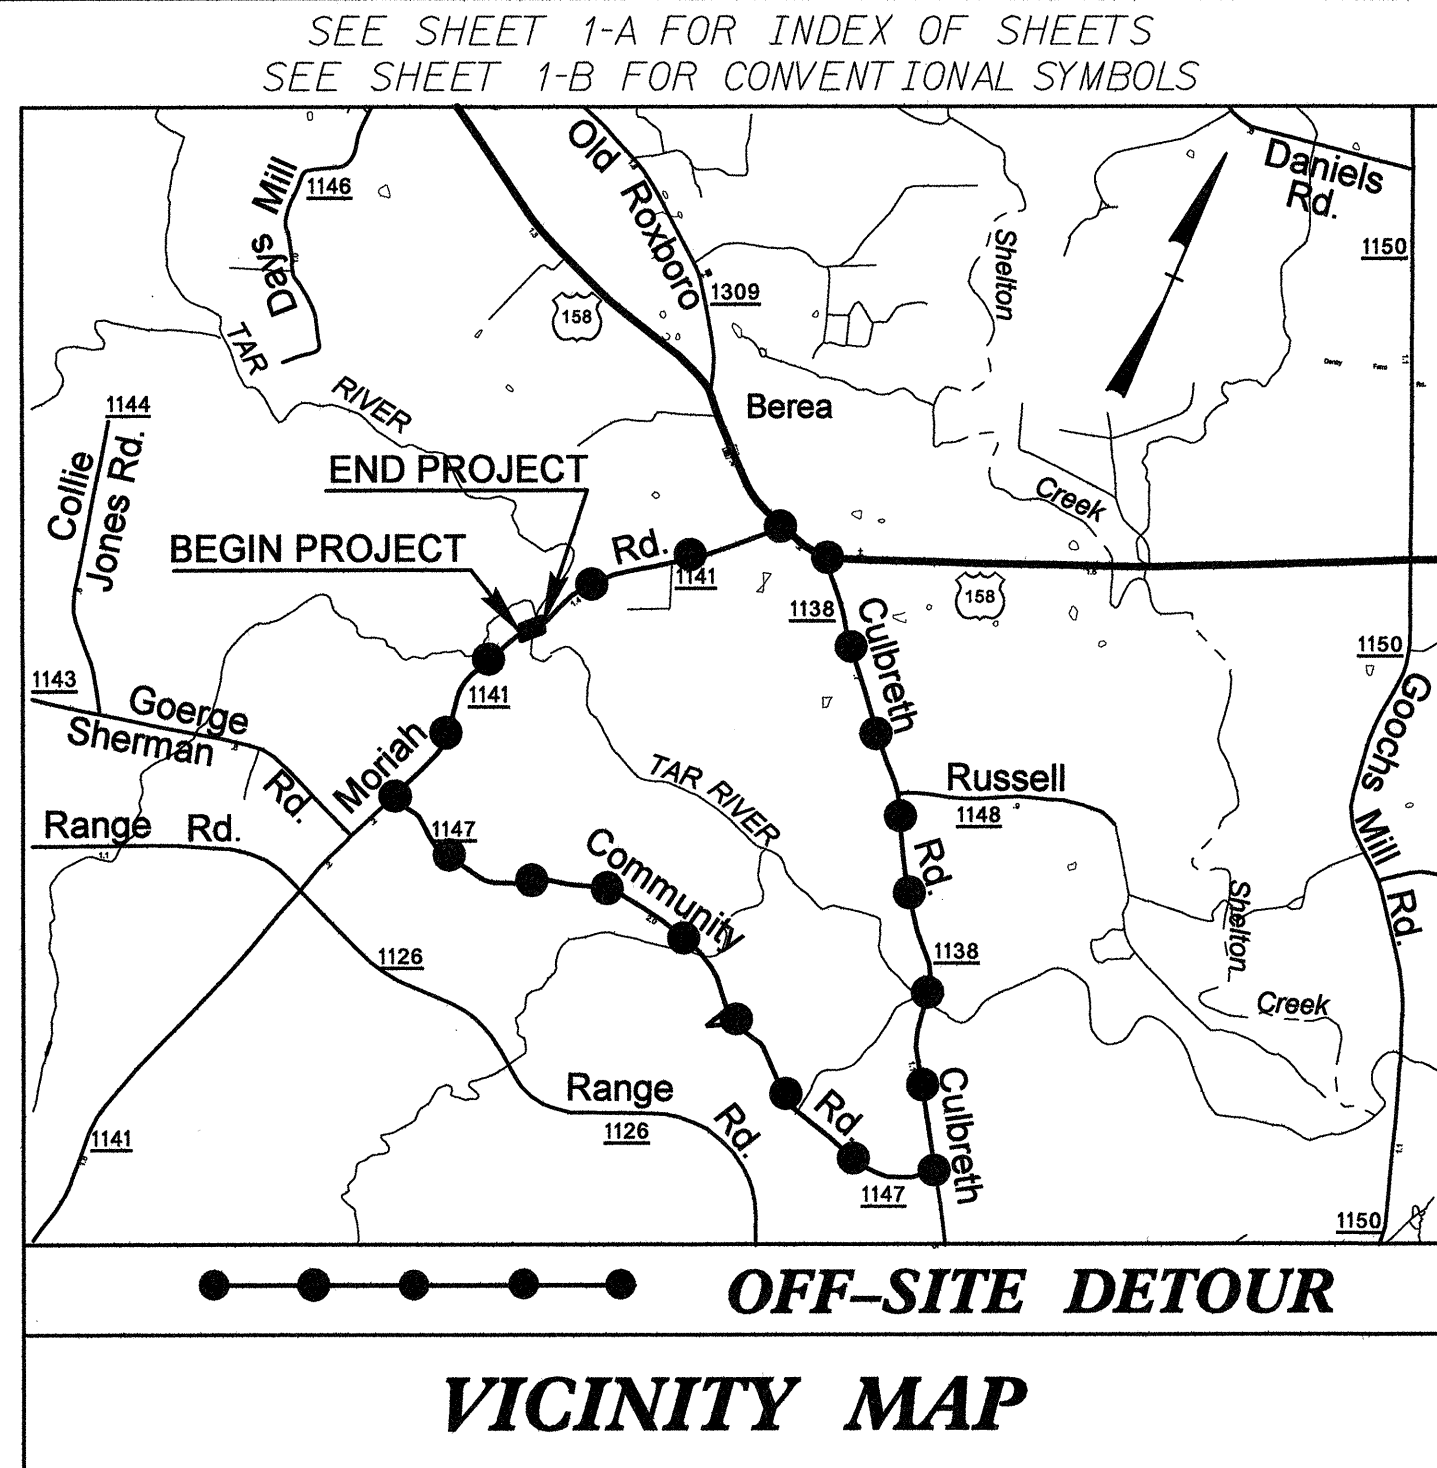 SEE SHEET 1-A FOR INDEX OF SHEETS
SEE SHEET 1-B FOR CONVENTIONAL SYMBOLS
Days Mill
1146
Old Roxboro
1309
158
Shelton
Daniels
Rd.
1150
TAR
RIVER
Berea
1144
Collie
Jones Rd.
END PROJECT
BEGIN PROJECT
Rd.
1141
Creek
158
1138
Culbreth
1150
Goochs
Mill
Rd.
1143
Goerge
Sherman
Rd.
1141
Moriah
TAR RIVER
Russell
1148
Range Rd.
1147
Community
Rd.
1138
Shelton
Creek
1126
Range
1126
Rd.
Rd.
1147
Culbreth
1141
1150
OFF-SITE DETOUR
VICINITY MAP